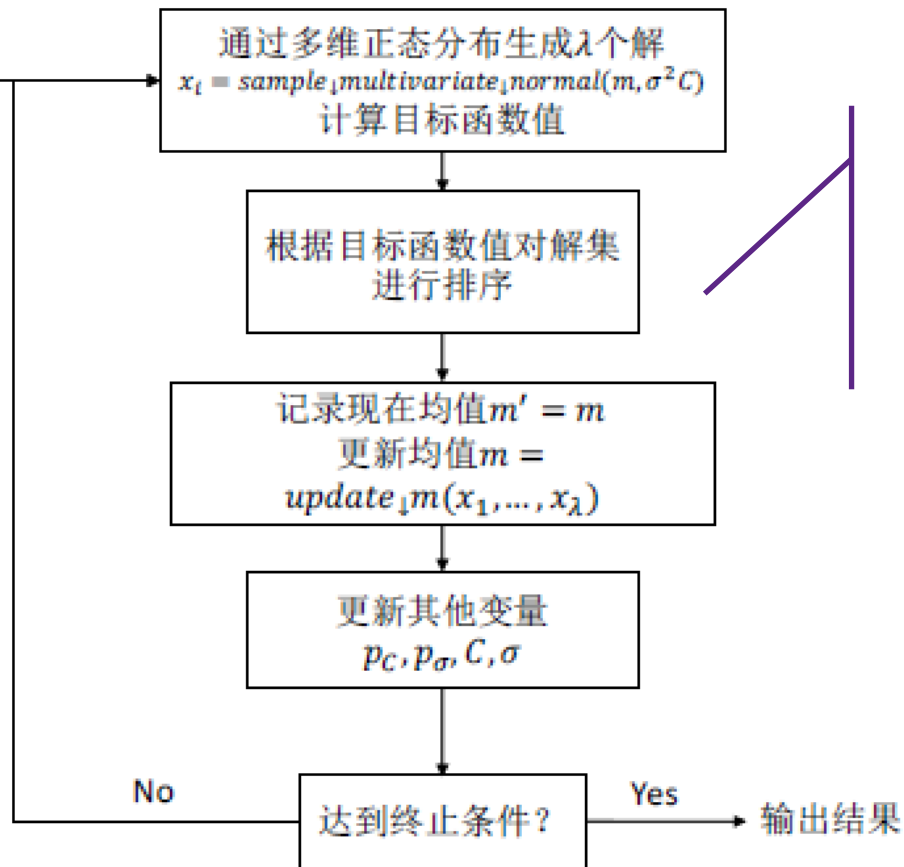 通过多维正态分布生成λ个解
x_i = sample↓multivariate↓normal(m, σ²C)
计算目标函数值
根据目标函数值对解集
进行排序
记录现在均值m′ = m
更新均值m =
update↓m(x₁, …, x_λ)
更新其他变量
p_C, p_σ, C, σ
No
达到终止条件？
Yes
输出结果